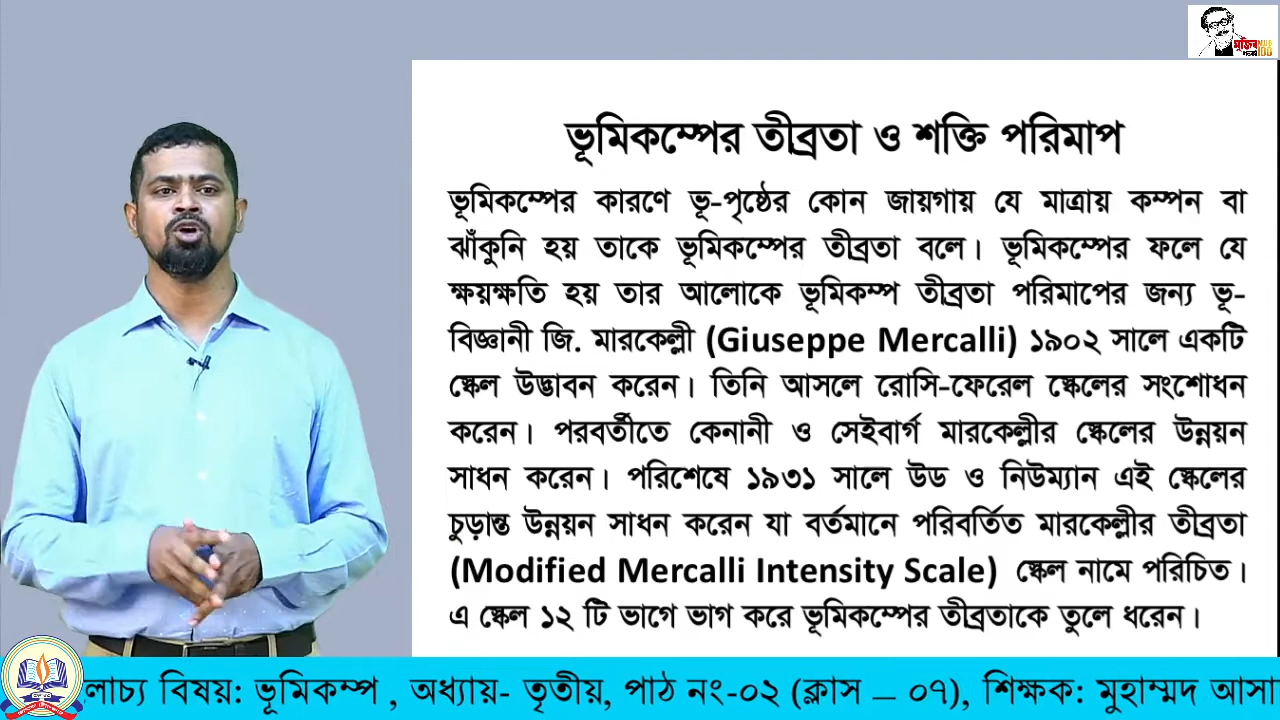 ভূমিকম্পের তীব্রতা ও শক্তি পরিমাপ
ভূমিকম্পের কারণে ভূ-পৃষ্ঠের কোন জায়গায় যে মাত্রায় কম্পন বা
ঝাঁকুনি হয় তাকে ভূমিকম্পের তীব্রতা বলে। ভূমিকম্পের ফলে যে
ক্ষয়ক্ষতি হয় তার আলোকে ভূমিকম্প তীব্রতা পরিমাপের জন্য ভূ-
বিজ্ঞানী জি. মারকেল্লী (Giuseppe Mercalli) ১৯০২ সালে একটি
স্কেল উদ্ভাবন করেন। তিনি আসলে রোসি-ফেরেল স্কেলের সংশোধন
করেন। পরবর্তীতে কেনানী ও সেইবার্গ মারকেল্লীর স্কেলের উন্নয়ন
সাধন করেন। পরিশেষে ১৯৩১ সালে উড ও নিউম্যান এই স্কেলের
চুড়ান্ত উন্নয়ন সাধন করেন যা বর্তমানে পরিবর্তিত মারকেল্লীর তীব্রতা
(Modified Mercalli Intensity Scale) স্কেল নামে পরিচিত।
এ স্কেল ১২ টি ভাগে ভাগ করে ভূমিকম্পের তীব্রতাকে তুলে ধরেন।
লোচ্য বিষয়: ভূমিকম্প , অধ্যায়- তৃতীয়, পাঠ নং-০২ (ক্লাস – ০৭), শিক্ষক: মুহাম্মদ আসা